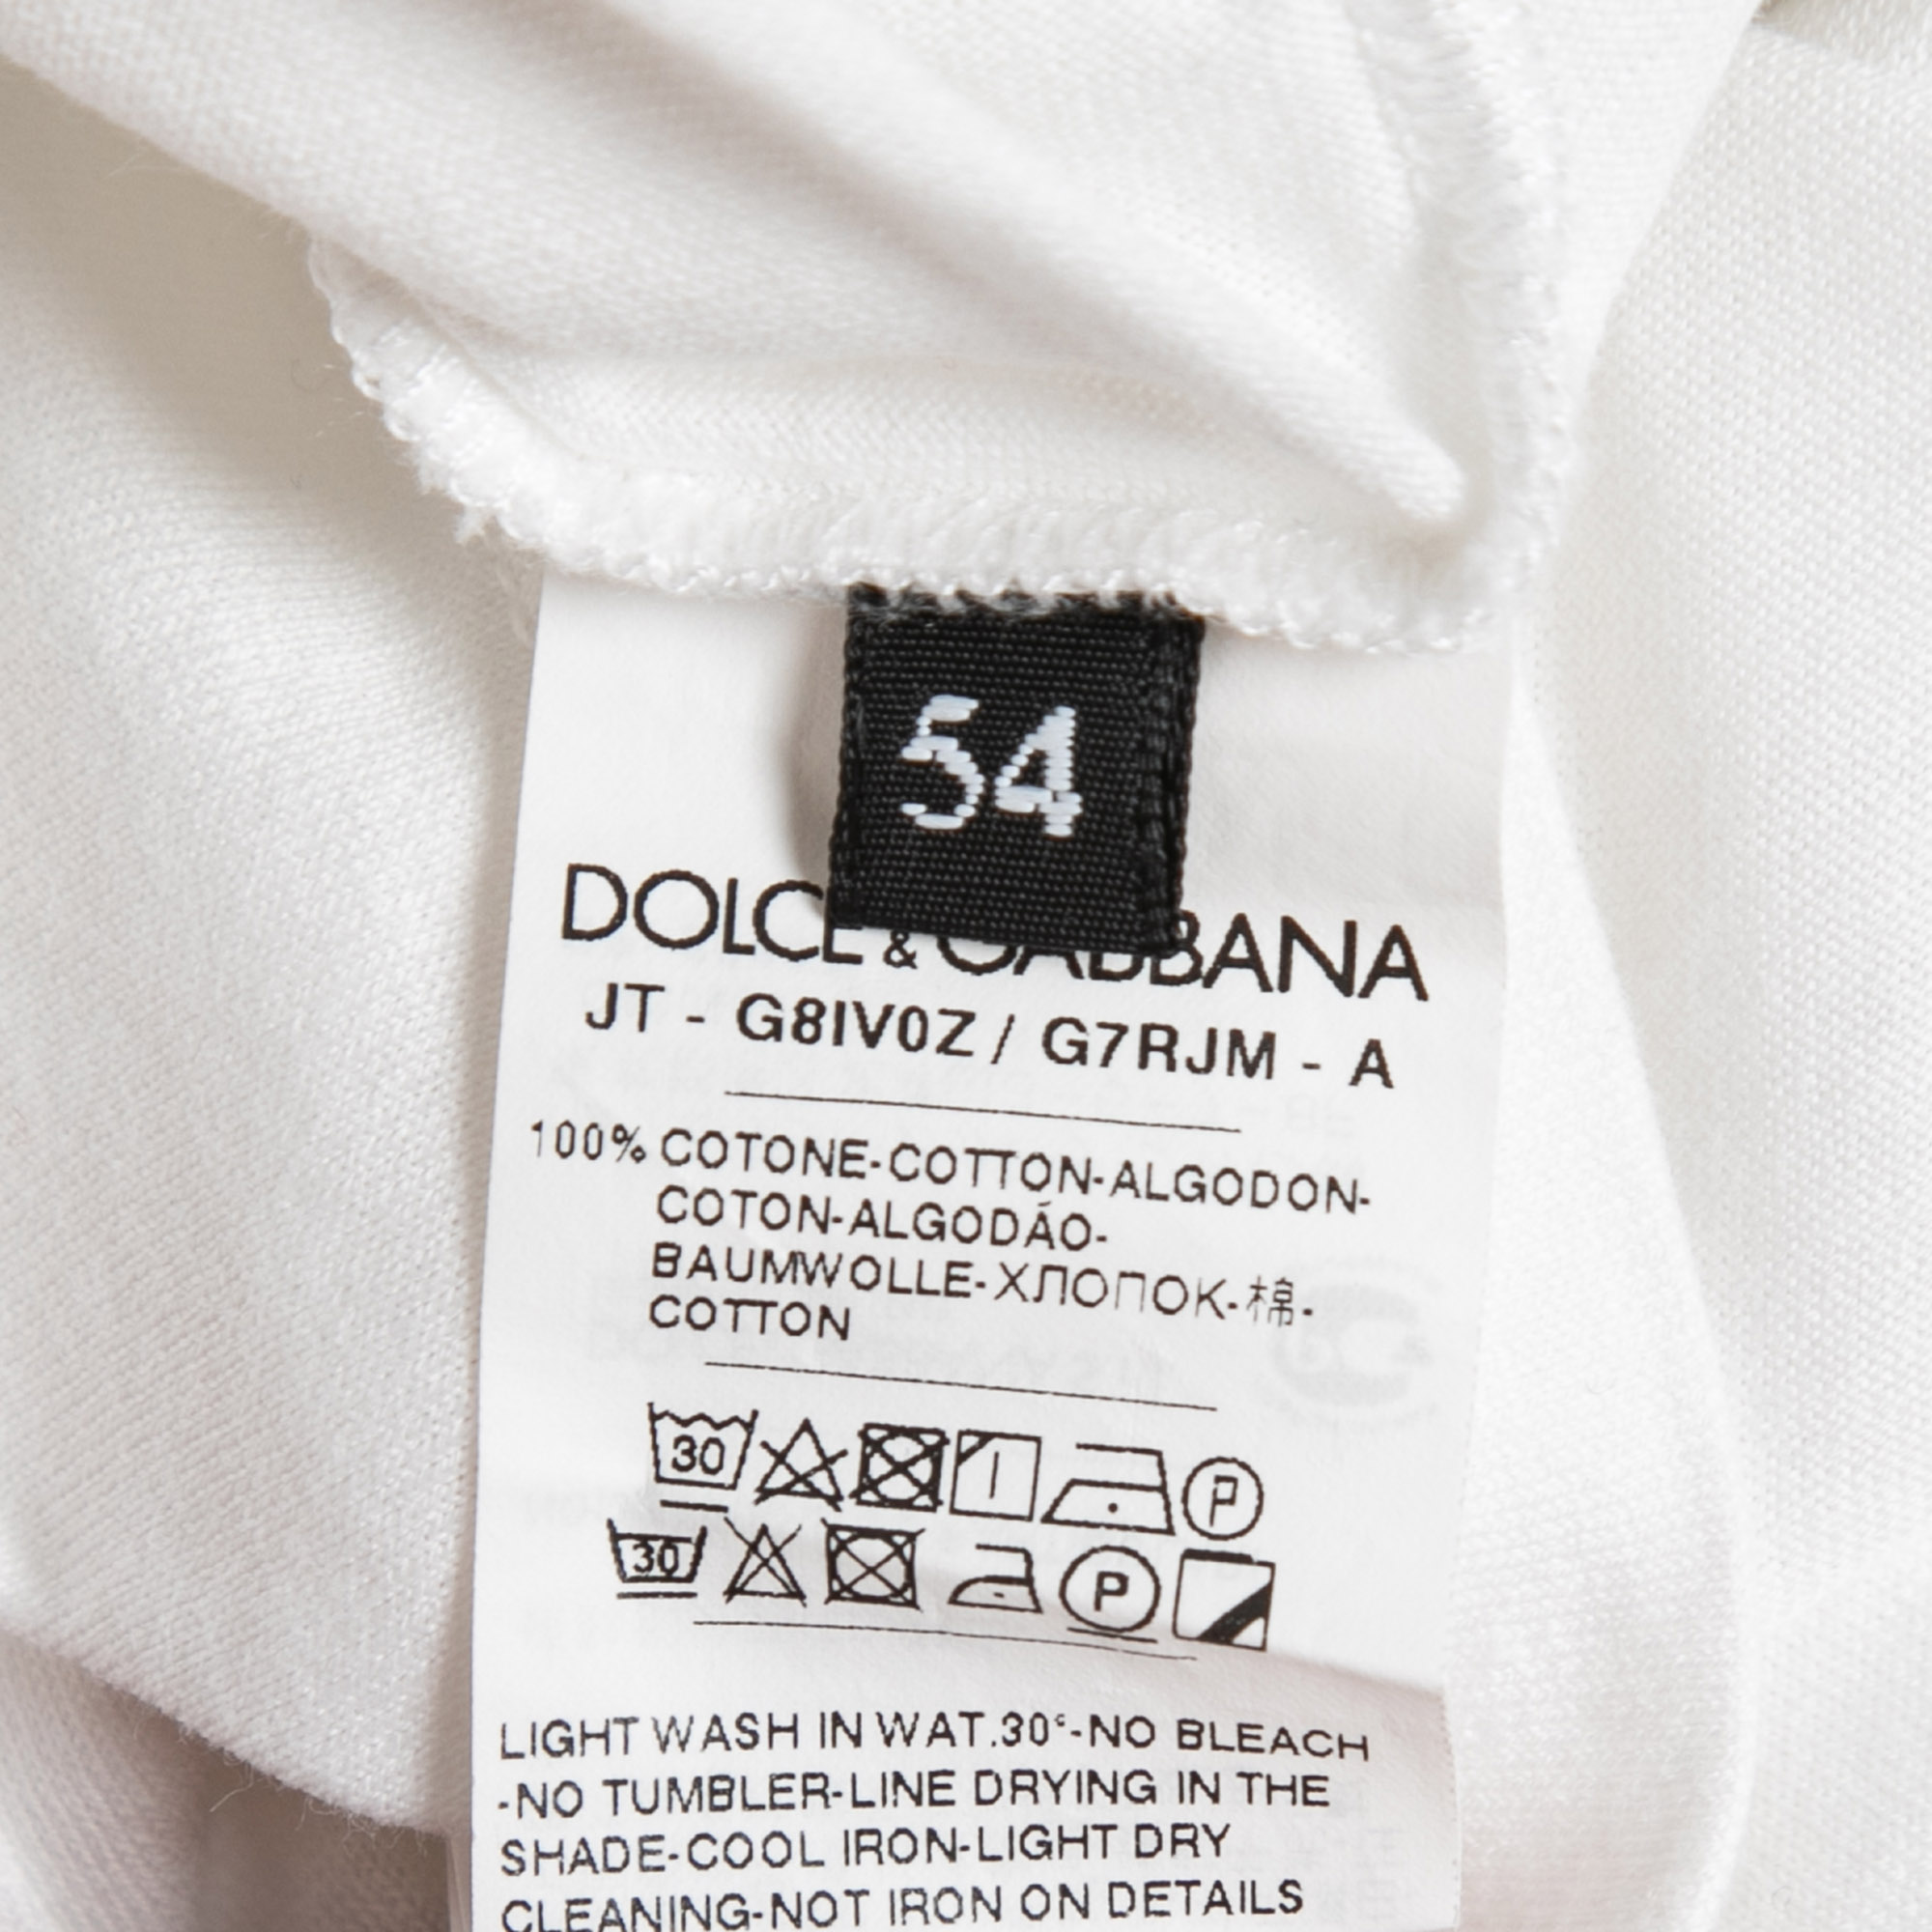 54
DOLCE & GABBANA
JT - G8IV0Z / G7RJM - A
100% COTONE-COTTON-ALGODON-
COTON-ALGODÁO-
BAUMWOLLE-ХЛОПОК-棉-
COTTON
30 P
30 P
LIGHT WASH IN WAT.30°-NO BLEACH
-NO TUMBLER-LINE DRYING IN THE
SHADE-COOL IRON-LIGHT DRY
CLEANING-NOT IRON ON DETAILS